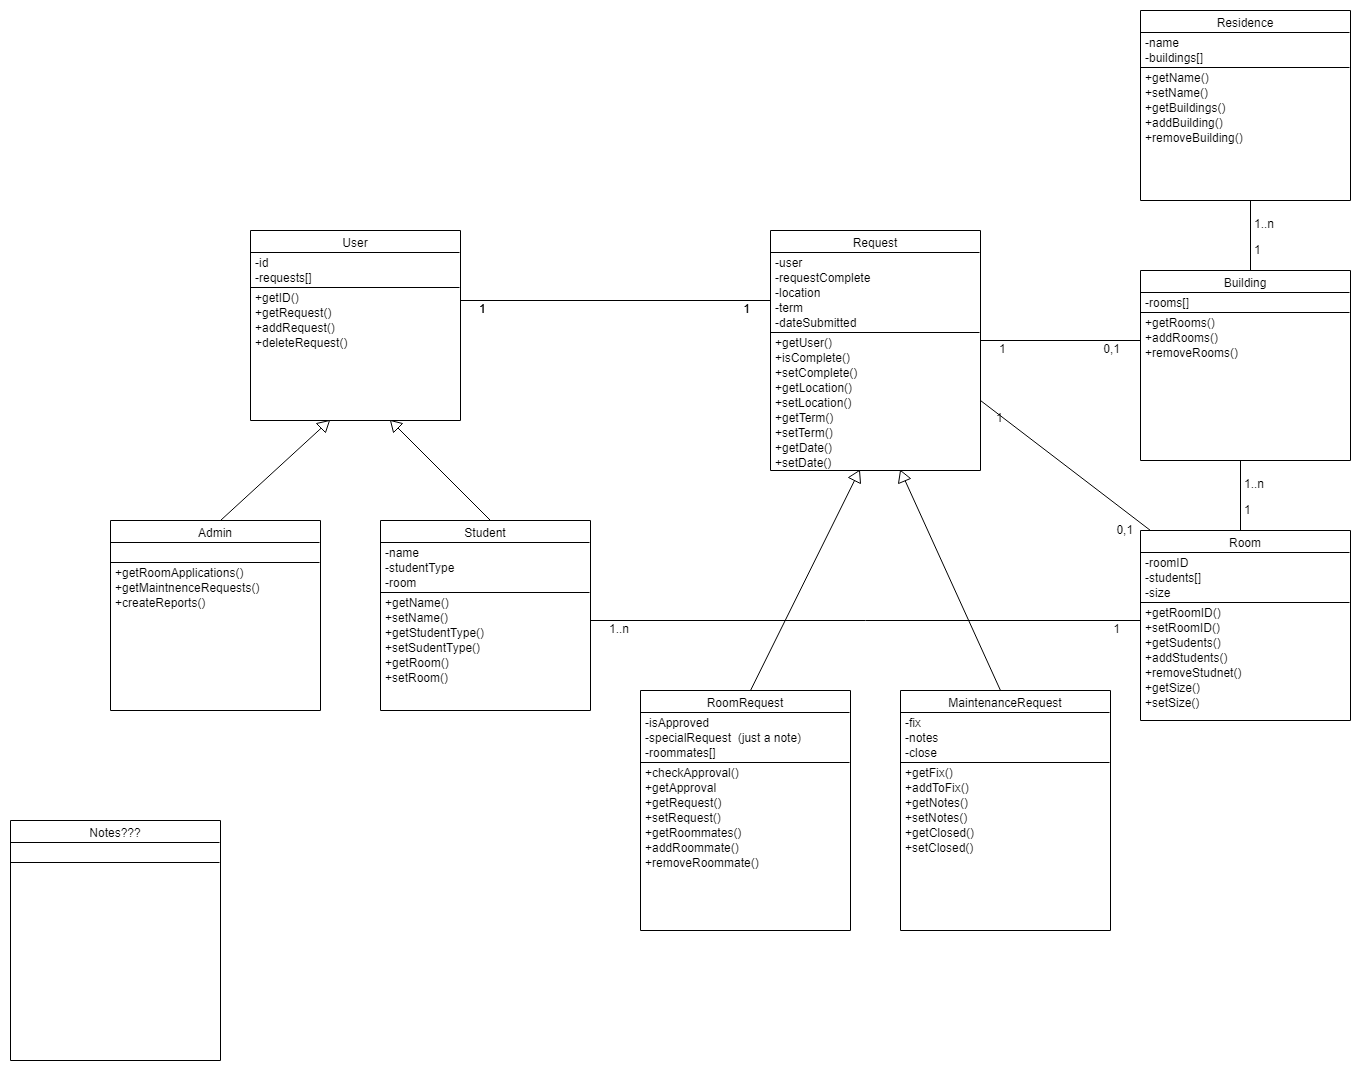 Residence
-name
-buildings[]
+getName()
+setName()
+getBuildings()
+addBuilding()
+removeBuilding()
1..n
1
User
-id
-requests[]
+getID()
+getRequest()
+addRequest()
+deleteRequest()
1
1
Request
-user
-requestComplete
-location
-term
-dateSubmitted
+getUser()
+isComplete()
+setComplete()
+getLocation()
+setLocation()
+getTerm()
+setTerm()
+getDate()
+setDate()
1
0,1
1
0,1
Building
-rooms[]
+getRooms()
+addRooms()
+removeRooms()
1..n
1
Admin
+getRoomApplications()
+getMaintnenceRequests()
+createReports()
Student
-name
-studentType
-room
+getName()
+setName()
+getStudentType()
+setSudentType()
+getRoom()
+setRoom()
1..n
1
Room
-roomID
-students[]
-size
+getRoomID()
+setRoomID()
+getSudents()
+addStudents()
+removeStudnet()
+getSize()
+setSize()
RoomRequest
-isApproved
-specialRequest  (just a note)
-roommates[]
+checkApproval()
+getApproval
+getRequest()
+setRequest()
+getRoommates()
+addRoommate()
+removeRoommate()
MaintenanceRequest
-fix
-notes
-close
+getFix()
+addToFix()
+getNotes()
+setNotes()
+getClosed()
+setClosed()
Notes???